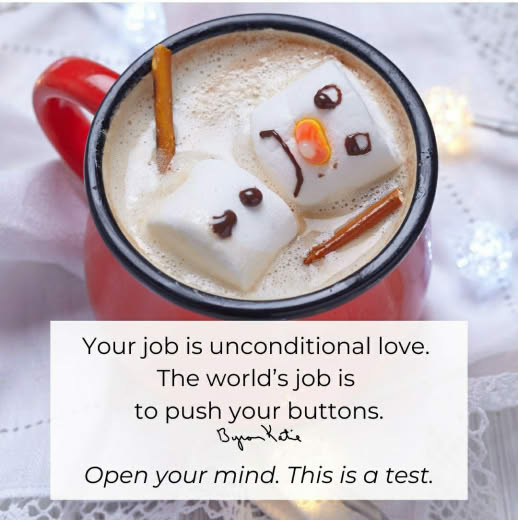 Your job is unconditional love.
The world’s job is
to push your buttons.
Byron Katie
Open your mind. This is a test.